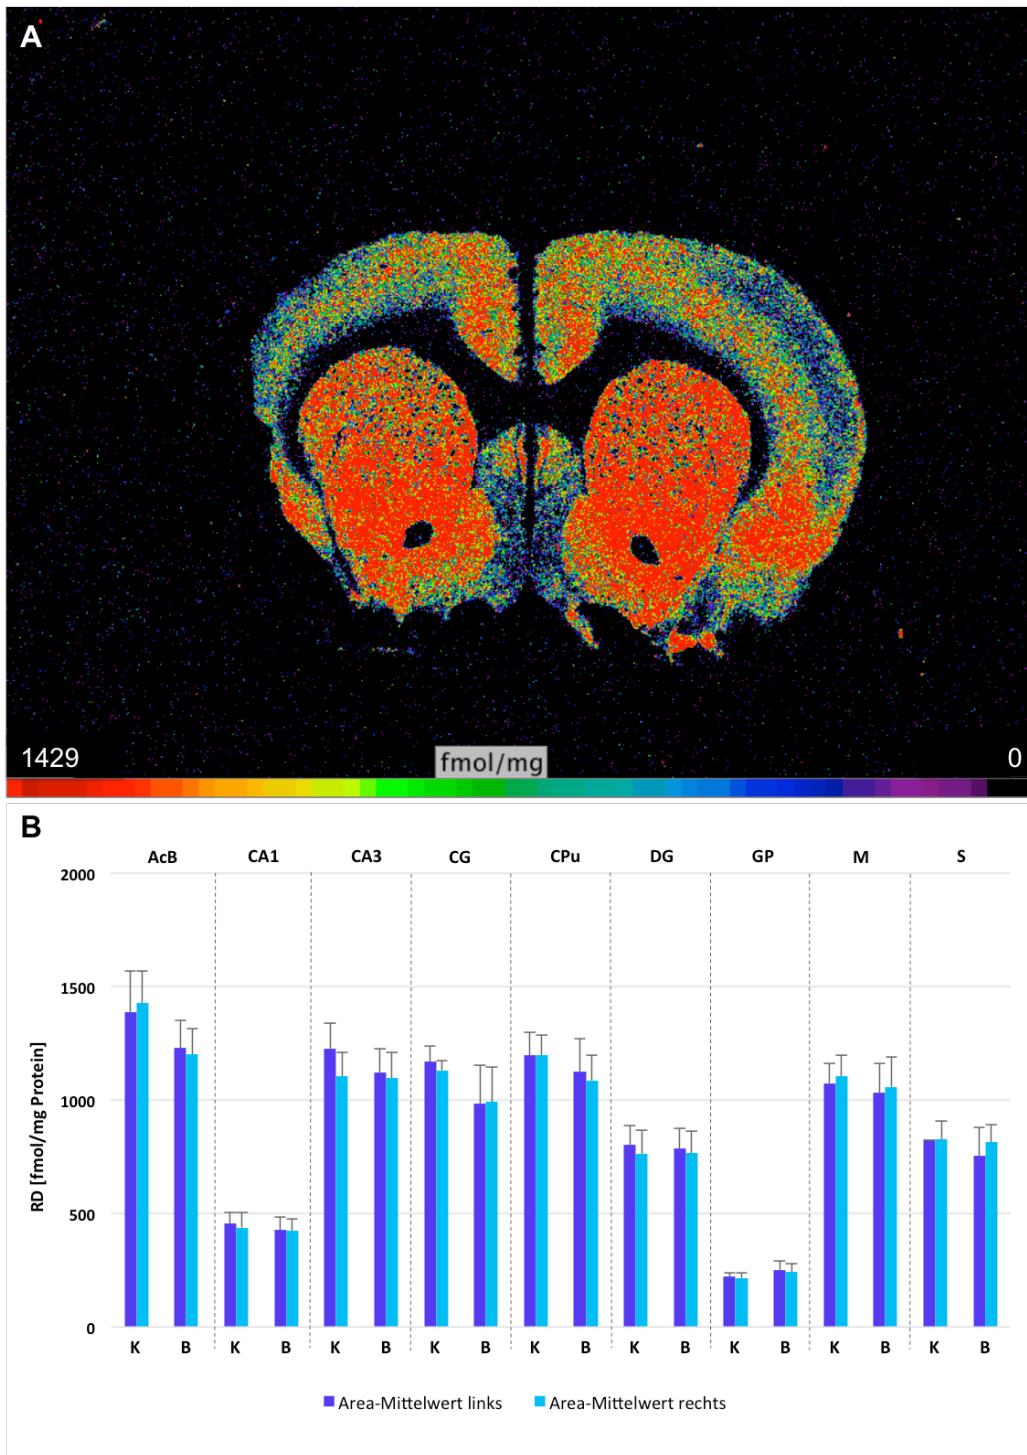 A
1429 fmol/mg 0
B
AcB CA1 CA3 CG CPu DG GP M S
2000
1500
1000
500
0
RD [fmol/mg Protein]
K B K B K B K B K B K B K B K B K B
Area-Mittelwert links Area-Mittelwert rechts